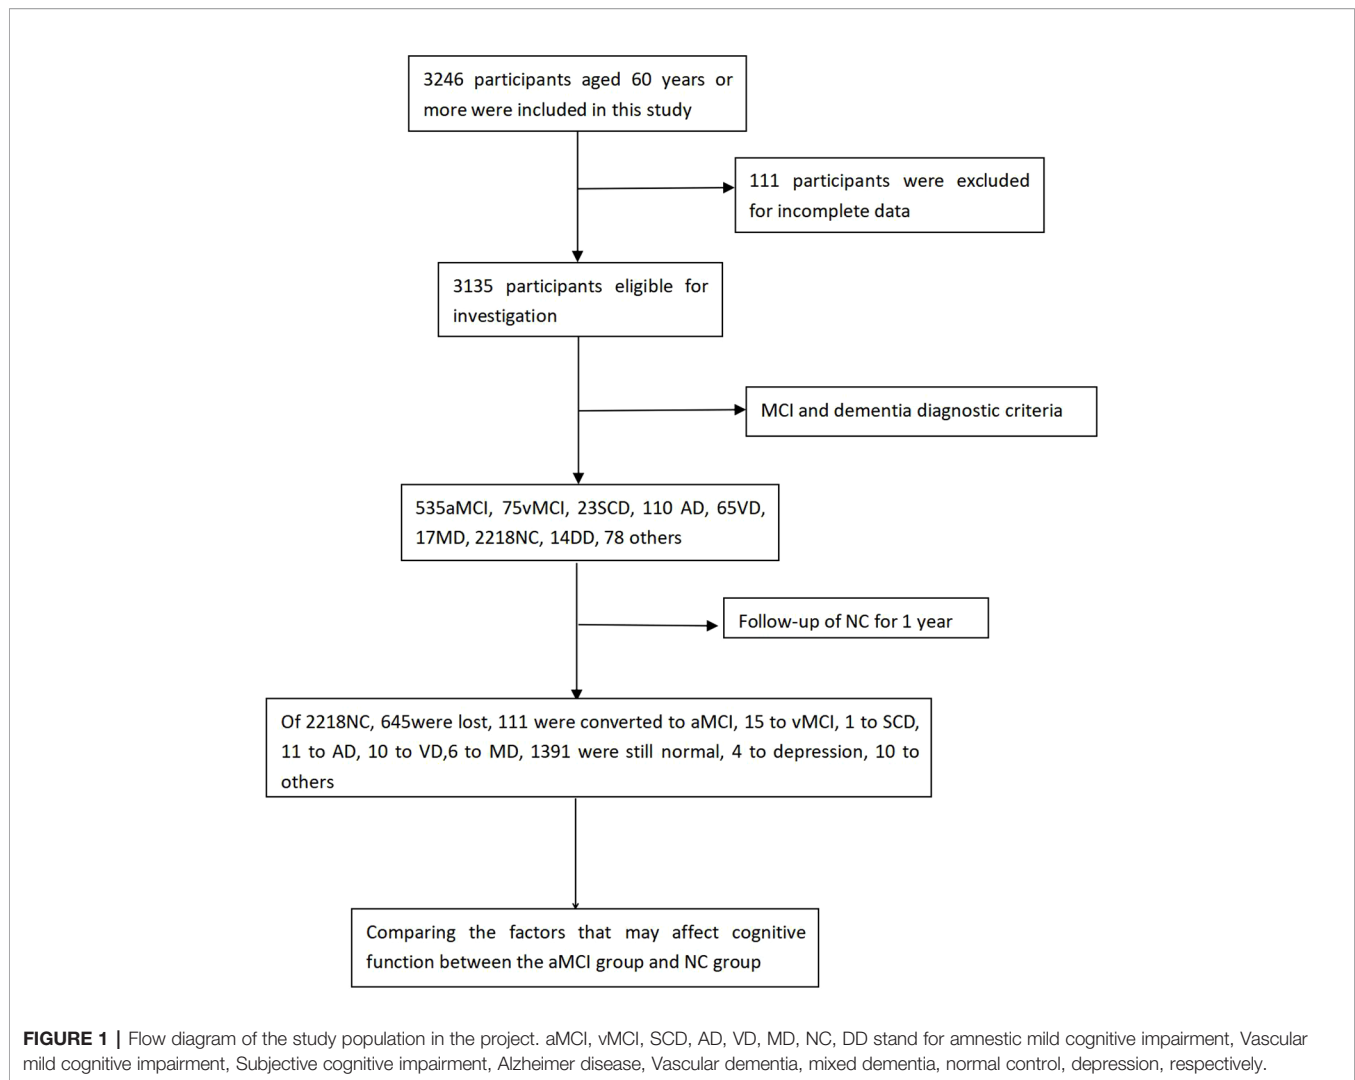 3246 participants aged 60 years or
more were included in this study
111 participants were excluded
for incomplete data
3135 participants eligible for
investigation
MCI and dementia diagnostic criteria
535aMCI, 75vMCI, 23SCD, 110 AD, 65VD,
17MD, 2218NC, 14DD, 78 others
Follow-up of NC for 1 year
Of 2218NC, 645were lost, 111 were converted to aMCI, 15 to vMCI, 1 to SCD,
11 to AD, 10 to VD,6 to MD, 1391 were still normal, 4 to depression, 10 to
others
Comparing the factors that may affect cognitive
function between the aMCI group and NC group
FIGURE 1 | Flow diagram of the study population in the project. aMCI, vMCI, SCD, AD, VD, MD, NC, DD stand for amnestic mild cognitive impairment, Vascular
mild cognitive impairment, Subjective cognitive impairment, Alzheimer disease, Vascular dementia, mixed dementia, normal control, depression, respectively.